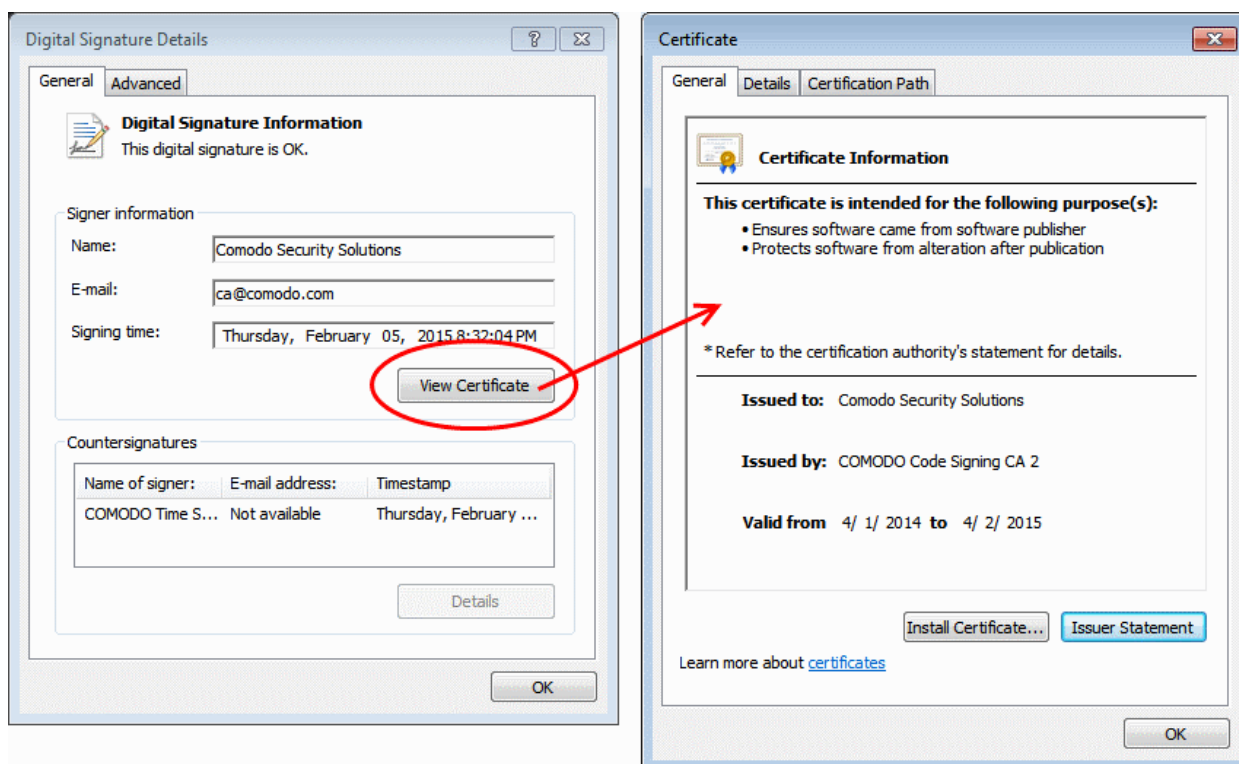 Digital Signature Details
General
Advanced
Digital Signature Information
This digital signature is OK.
Signer information
Name:
Comodo Security Solutions
E-mail:
ca@comodo.com
Signing time:
Thursday, February 05, 2015 8:32:04 PM
View Certificate
Countersignatures
Name of signer: E-mail address: Timestamp
COMODO Time S... Not available Thursday, February ...
Details
OK
Certificate
General
Details
Certification Path
Certificate Information
This certificate is intended for the following purpose(s):
• Ensures software came from software publisher
• Protects software from alteration after publication
* Refer to the certification authority's statement for details.
Issued to: Comodo Security Solutions
Issued by: COMODO Code Signing CA 2
Valid from 4/ 1/ 2014 to 4/ 2/ 2015
Install Certificate...
Issuer Statement
Learn more about certificates
OK